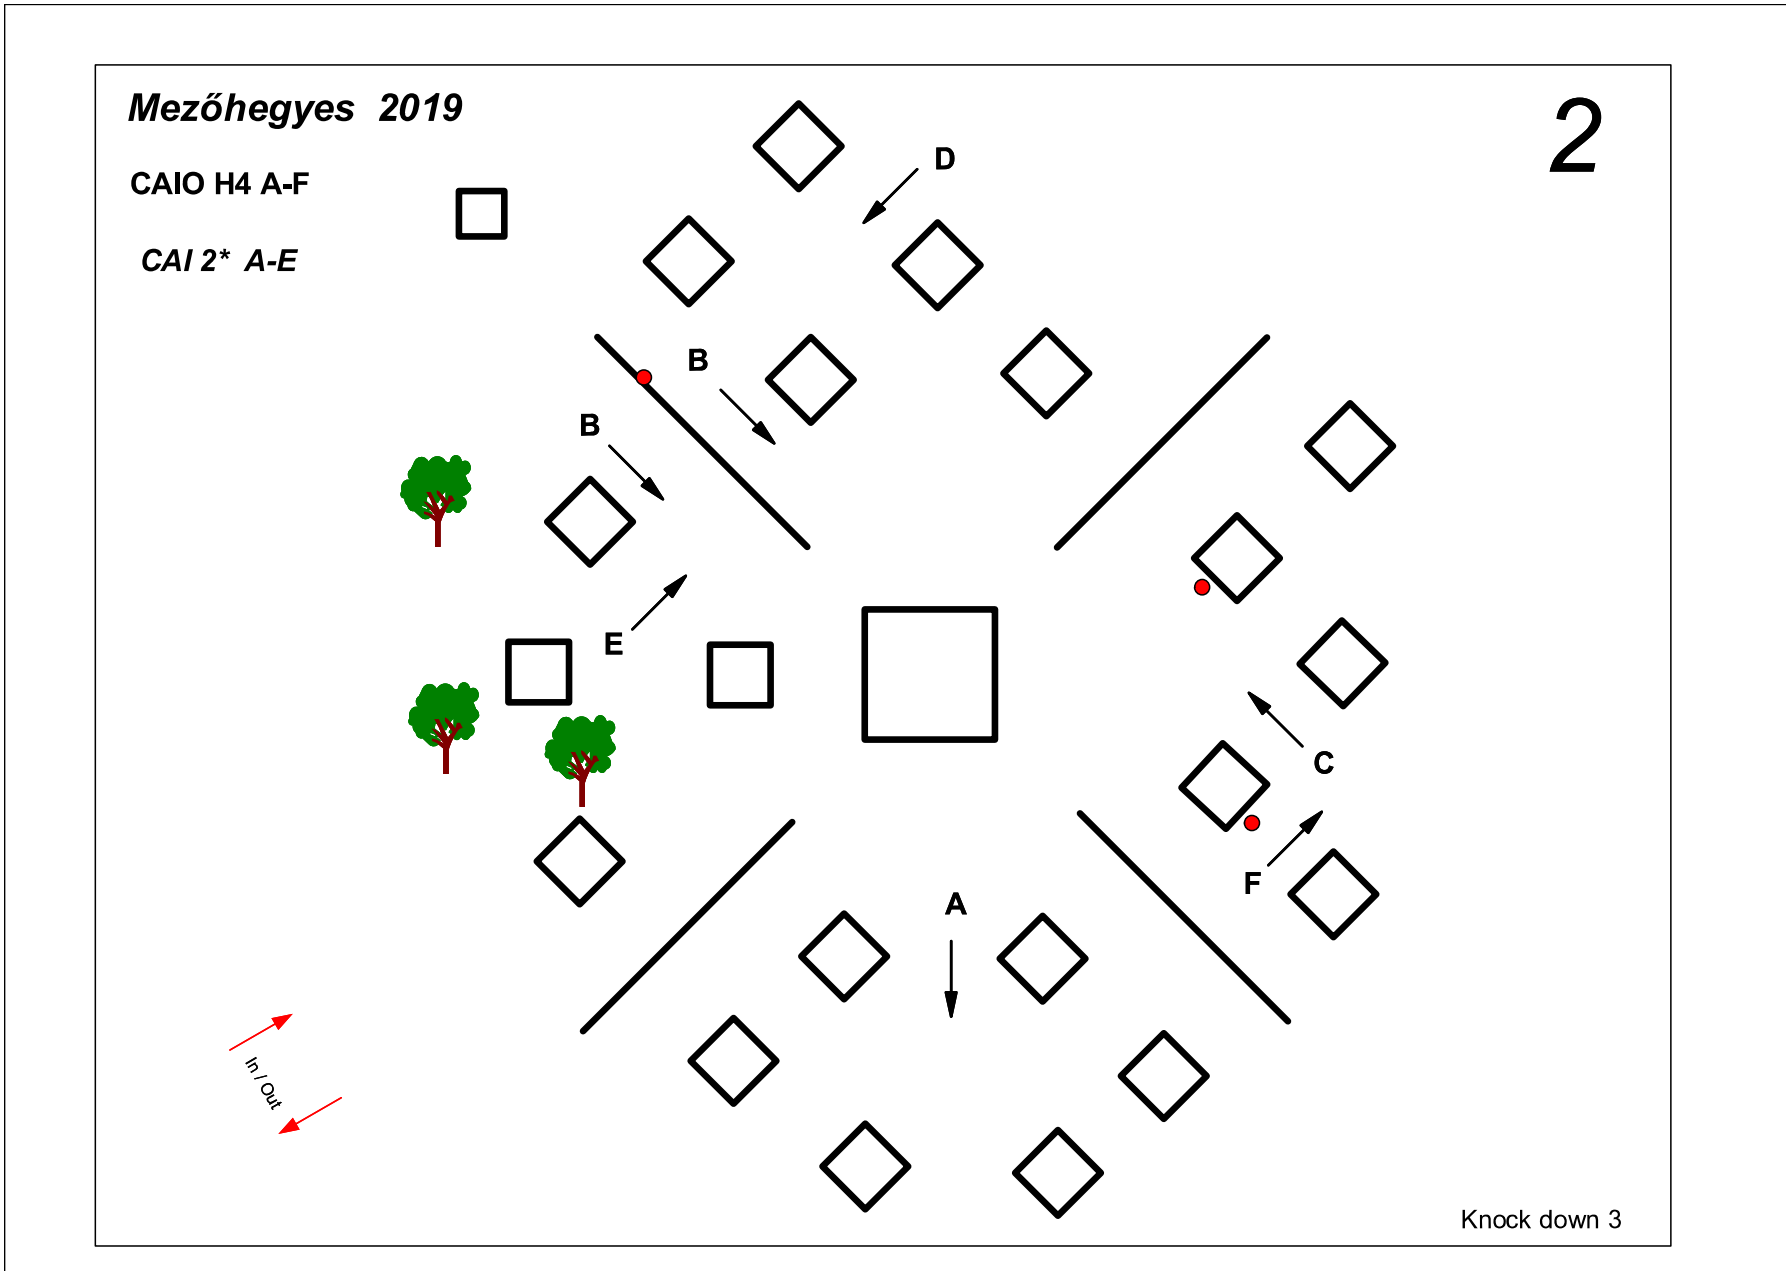 Mezőhegyes 2019
2
CAIO H4 A-F
CAI 2* A-E
D
B
B
E
C
F
A
In / Out
Knock down 3